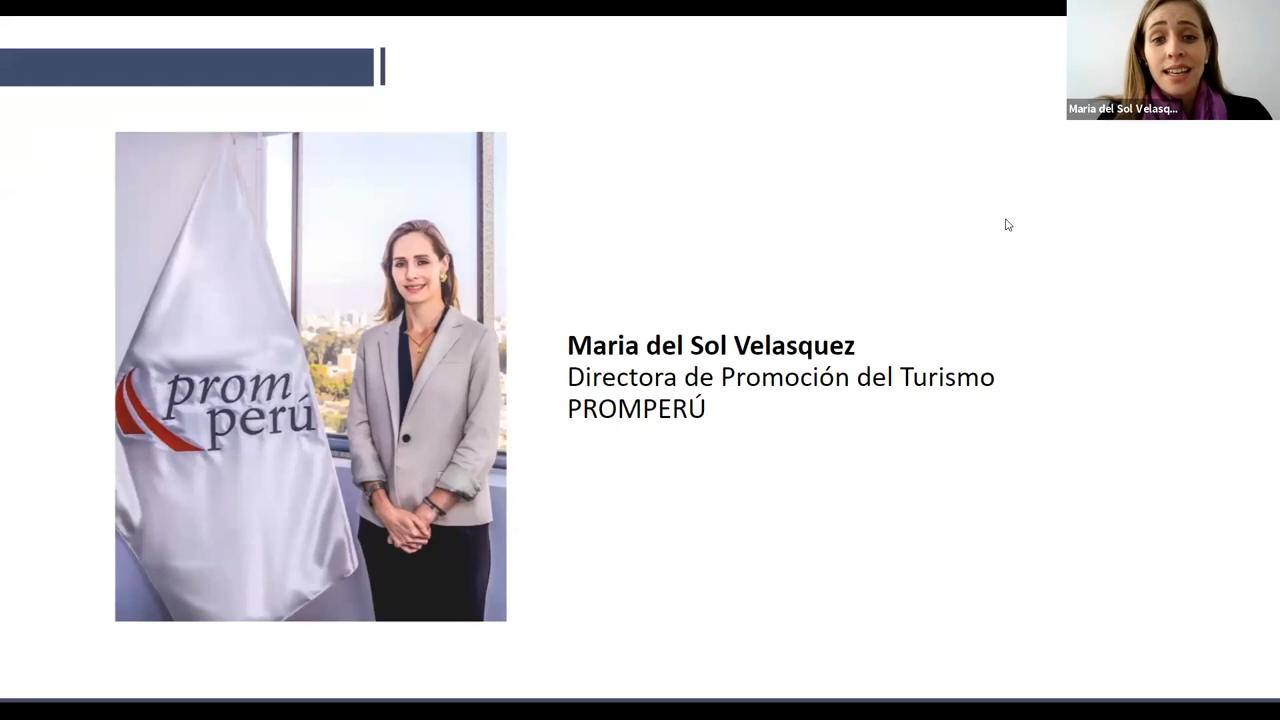 Maria del Sol Velasq...
prom
perú
Maria del Sol Velasquez
Directora de Promoción del Turismo
PROMPERÚ